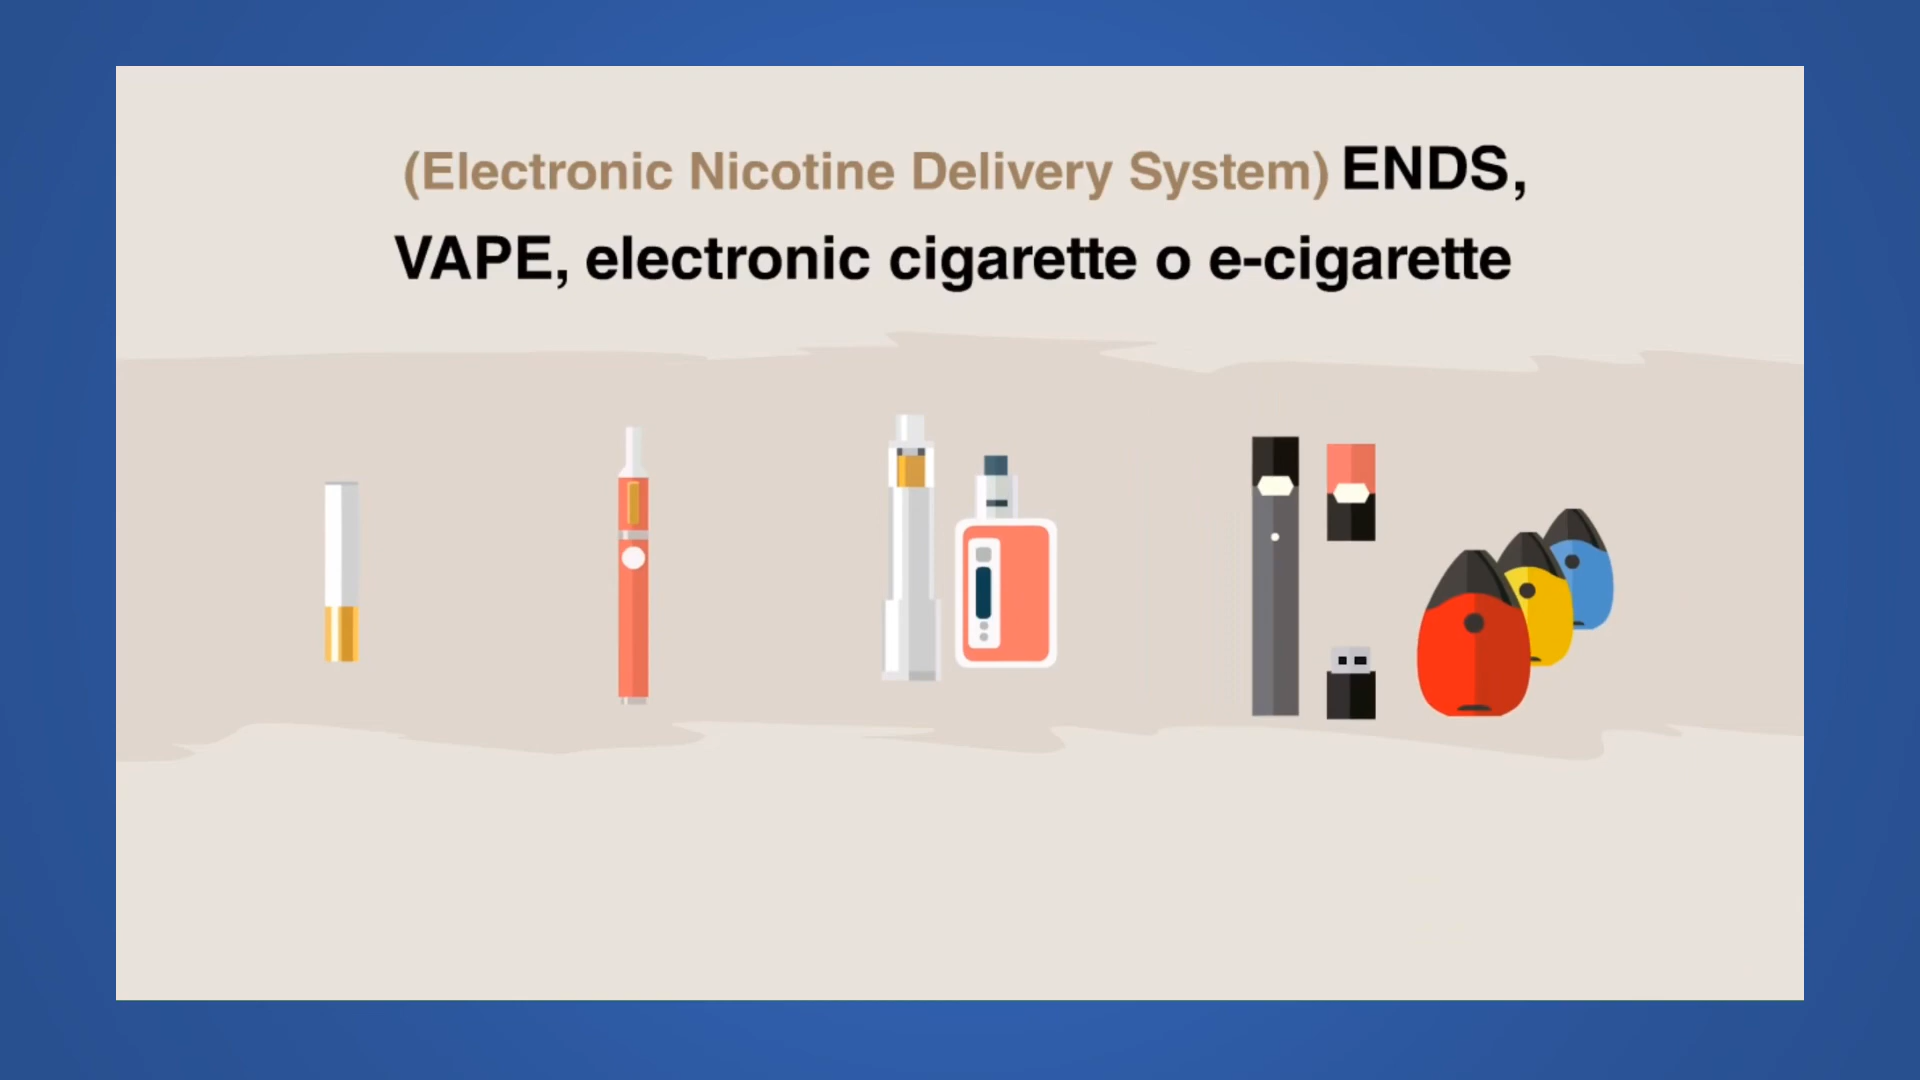 (Electronic Nicotine Delivery System) ENDS,
VAPE, electronic cigarette o e-cigarette